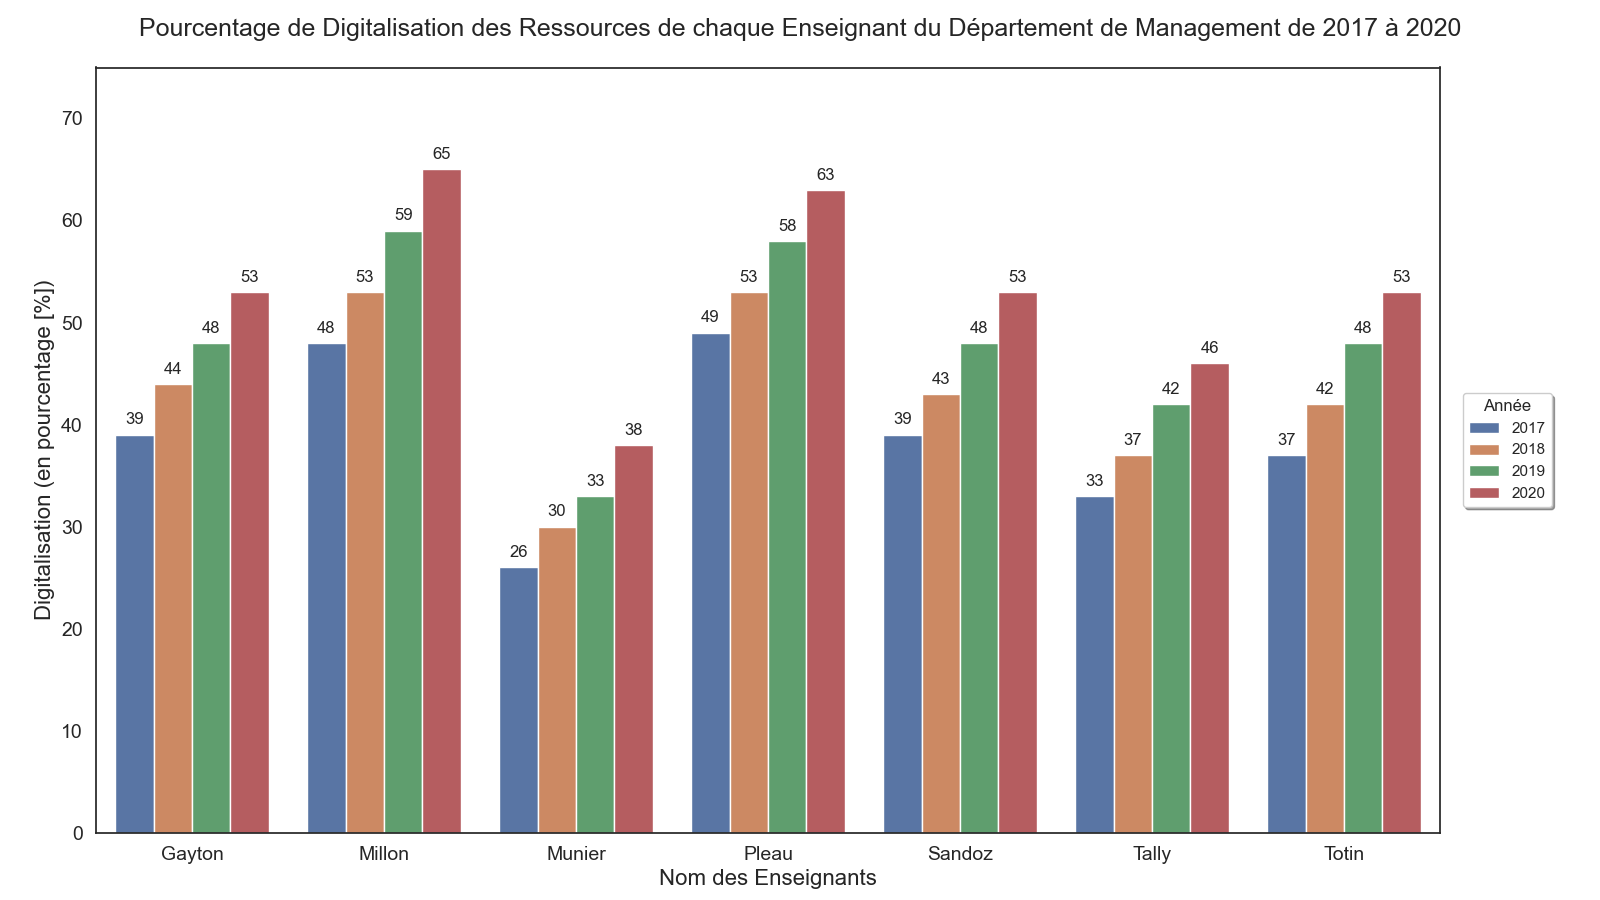 Pourcentage de Digitalisation des Ressources de chaque Enseignant du Département de Management de 2017 à 2020
Digitalisation (en pourcentage [%])
70
60
50
40
30
20
10
0
39 44 48 53
48 53 59 65
26 30 33 38
49 53 58 63
39 43 48 53
33 37 42 46
37 42 48 53
Gayton Millon Munier Pleau Sandoz Tally Totin
Nom des Enseignants
Année
2017
2018
2019
2020